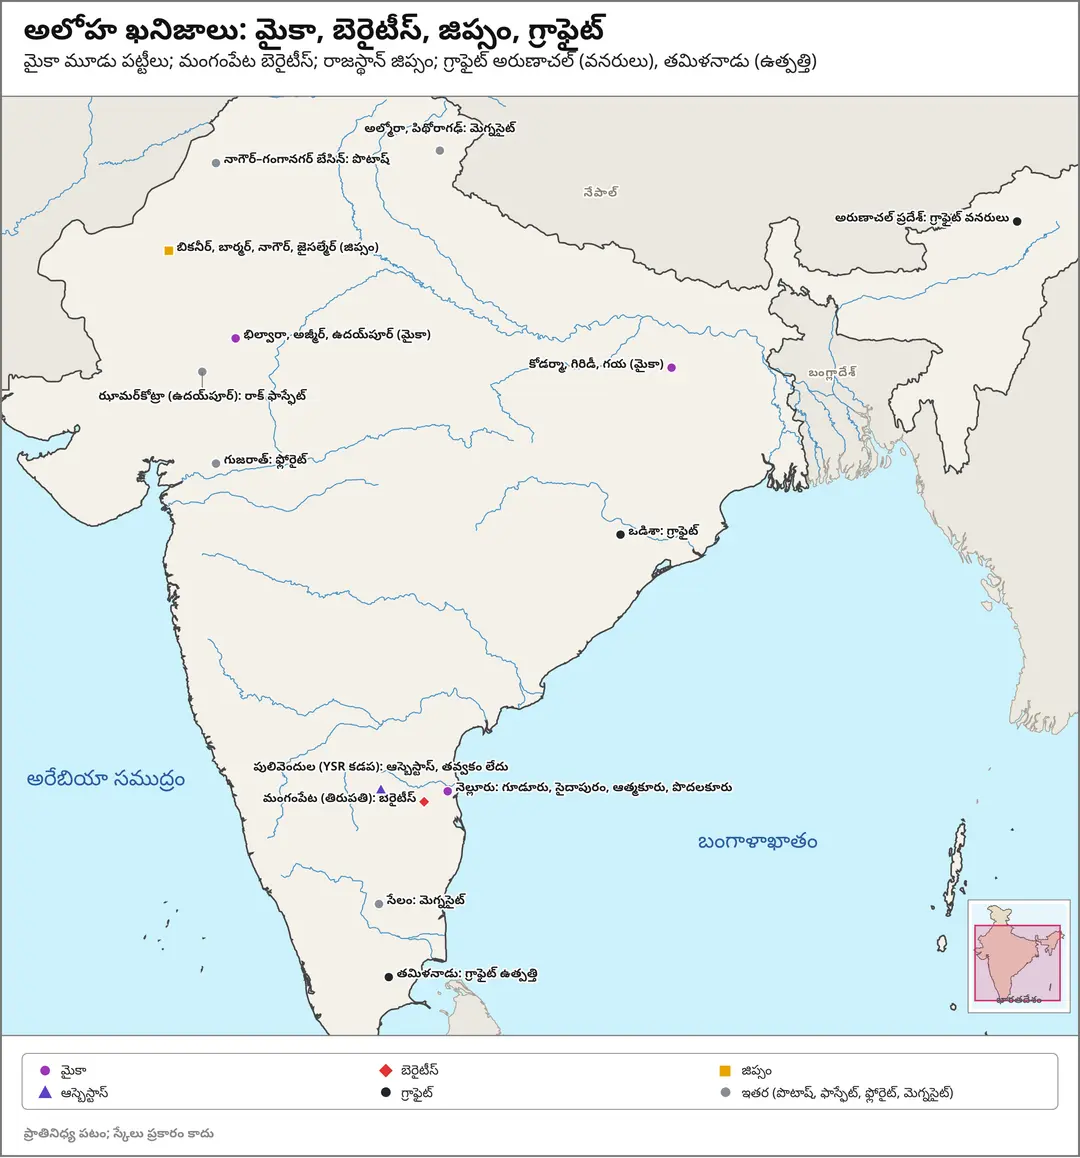 అలోహ ఖనిజాలు: మైకా, బెరైటీస్, జిప్సం, గ్రాఫైట్
మైకా మూడు పట్టీలు; మంగంపేట బెరైటీస్; రాజస్థాన్ జిప్సం; గ్రాఫైట్ అరుణాచల్ (వనరులు), తమిళనాడు (ఉత్పత్తి)
అల్మోరా, పిథోరాగఢ్: మెగ్నసైట్
నాగౌర్–గంగానగర్ బేసిన్: పొటాష్
నేపాల్
అరుణాచల్ ప్రదేశ్: గ్రాఫైట్ వనరులు
బికనీర్, బార్మర్, నాగౌర్, జైసల్మేర్ (జిప్సం)
భిల్వారా, అజ్మీర్, ఉదయ్‌పూర్ (మైకా)
కోడర్మా, గిరిడీ, గయ (మైకా)
బంగ్లాదేశ్
ఝామర్‌కోట్రా (ఉదయ్‌పూర్): రాక్ ఫాస్ఫేట్
గుజరాత్: ఫ్లోరైట్
ఒడిశా: గ్రాఫైట్
పులివెందుల (YSR కడప): ఆస్బెస్టాస్, తవ్వకం లేదు
అరేబియా సముద్రం
నెల్లూరు: గూడూరు, సైదాపురం, ఆత్మకూరు, పొదలకూరు
మంగంపేట (తిరుపతి): బెరైటీస్
బంగాళాఖాతం
సేలం: మెగ్నసైట్
తమిళనాడు: గ్రాఫైట్ ఉత్పత్తి
భారతదేశం
మైకా
బెరైటీస్
జిప్సం
ఆస్బెస్టాస్
గ్రాఫైట్
ఇతర (పొటాష్, ఫాస్ఫేట్, ఫ్లోరైట్, మెగ్నసైట్)
ప్రాతినిధ్య పటం; స్కేలు ప్రకారం కాదు